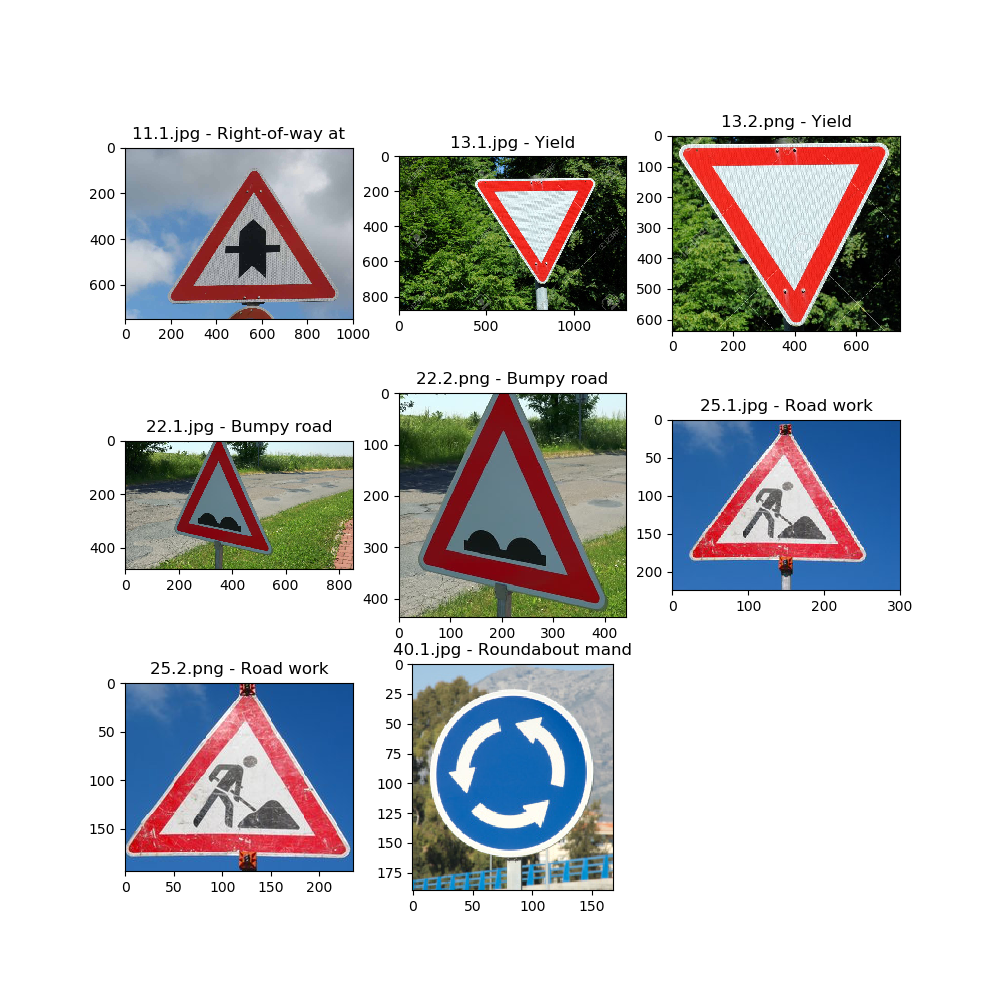 11.1.jpg - Right-of-way at
0
200
400
600
0 200 400 600 800 1000
13.1.jpg - Yield
0
200
400
600
800
0 500 1000
13.2.png - Yield
0
100
200
300
400
500
600
0 200 400 600
22.1.jpg - Bumpy road
0
200
400
0 200 400 600 800
22.2.png - Bumpy road
0
100
200
300
400
0 100 200 300 400
25.1.jpg - Road work
0
50
100
150
200
0 100 200 300
25.2.png - Road work
0
50
100
150
0 50 100 150 200
40.1.jpg - Roundabout mand
0
25
50
75
100
125
150
175
0 50 100 150